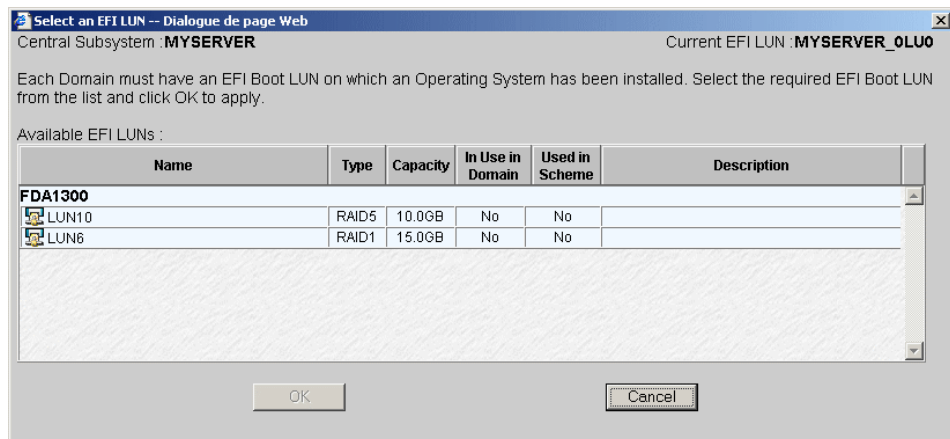 Select an EFI LUN -- Dialogue de page Web
Central Subsystem :MYSERVER Current EFI LUN :MYSERVER_0LU0
Each Domain must have an EFI Boot LUN on which an Operating System has been installed. Select the required EFI Boot LUN
from the list and click OK to apply.
Available EFI LUNs :
Name Type Capacity In Use in Domain Used in Scheme Description
FDA1300
LUN10 RAID5 10.0GB No No
LUN6 RAID1 15.0GB No No
OK Cancel